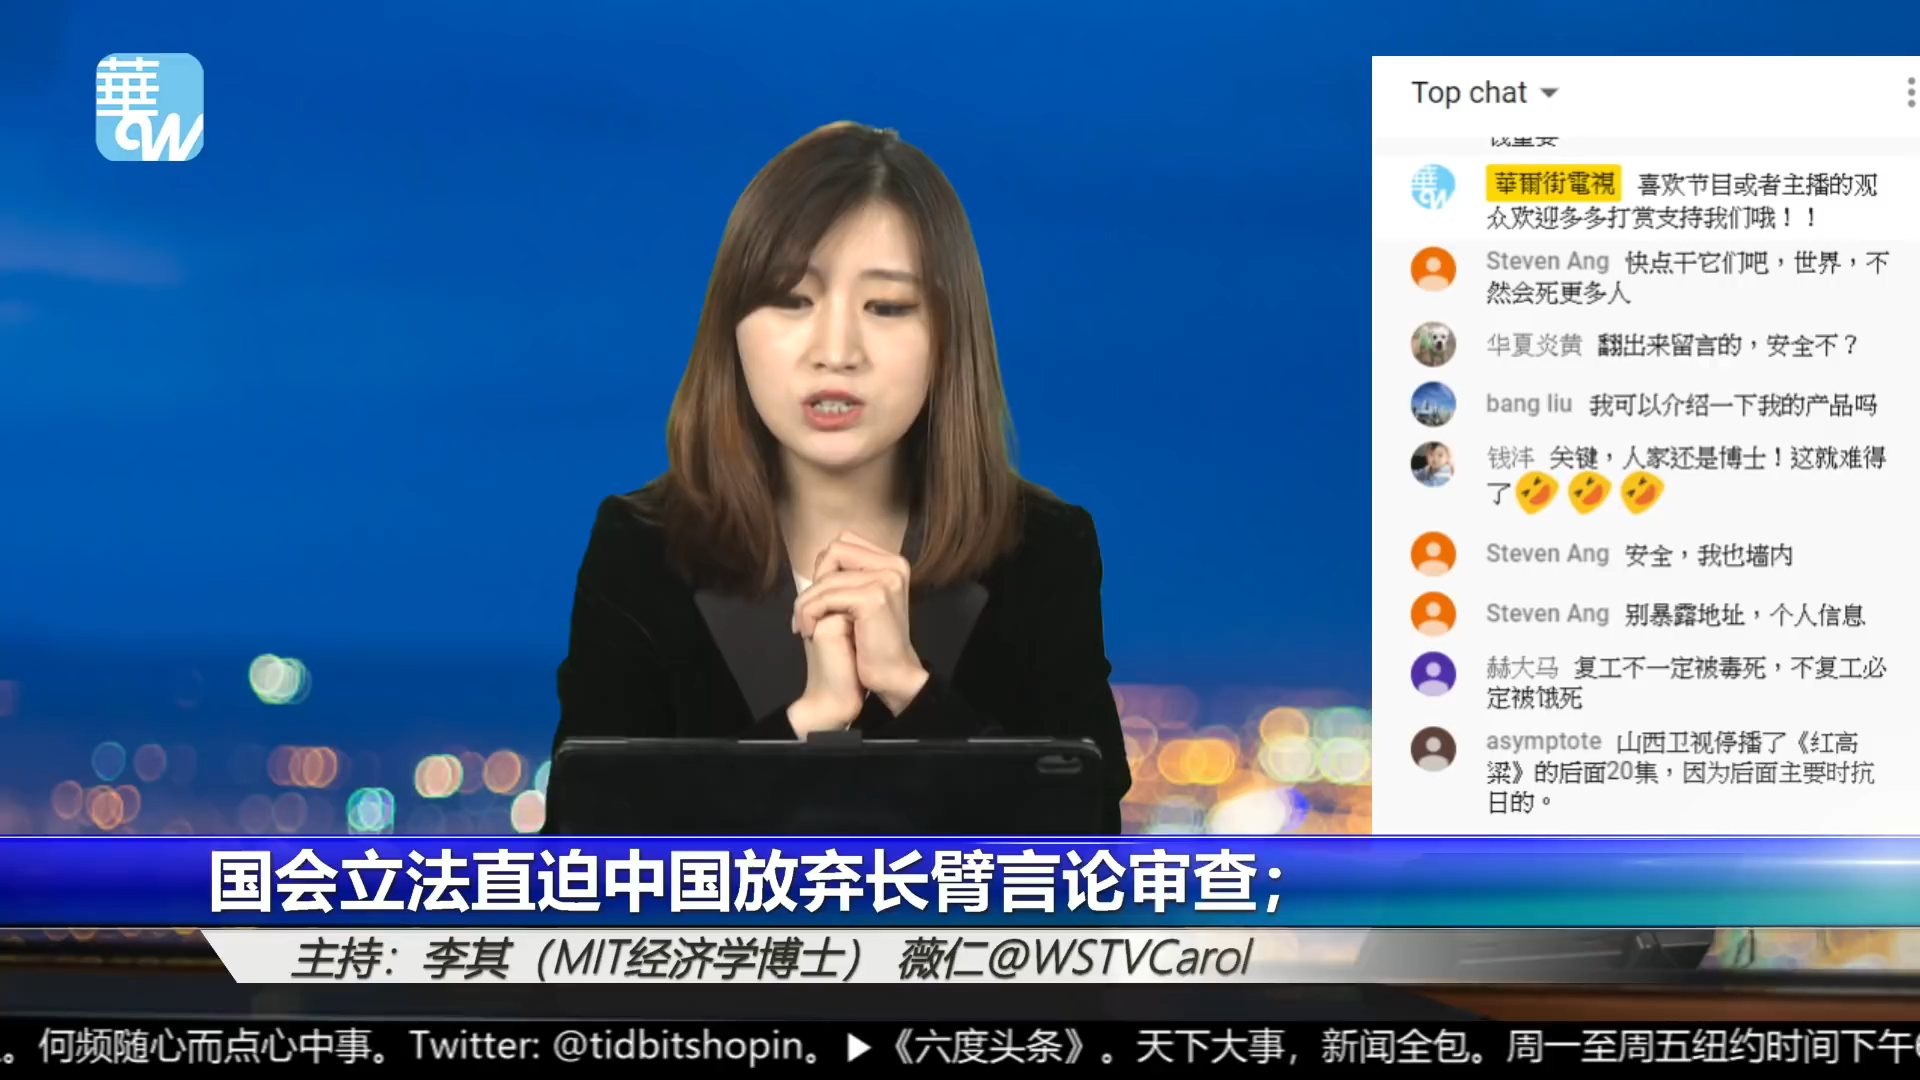 華
W
Top chat
華爾街電視 喜欢节目或者主播的观
众欢迎多多打赏支持我们哦！！
Steven Ang 快点干它们吧，世界，不
然会死更多人
华夏炎黄 翻出来留言的，安全不？
bang liu 我可以介绍一下我的产品吗
钱沣 关键，人家还是博士！这就难得
了
Steven Ang 安全，我也墙内
Steven Ang 别暴露地址，个人信息
赫大马 复工不一定被毒死，不复工必
定被饿死
asymptote 山西卫视停播了《红高
粱》的后面20集，因为后面主要时抗
日的。
国会立法直迫中国放弃长臂言论审查；
主持：李其（MIT经济学博士） 薇仁@WSTVCarol
。何频随心而点心中事。Twitter: @tidbitshopin。▶《六度头条》。天下大事，新闻全包。周一至周五纽约时间下午